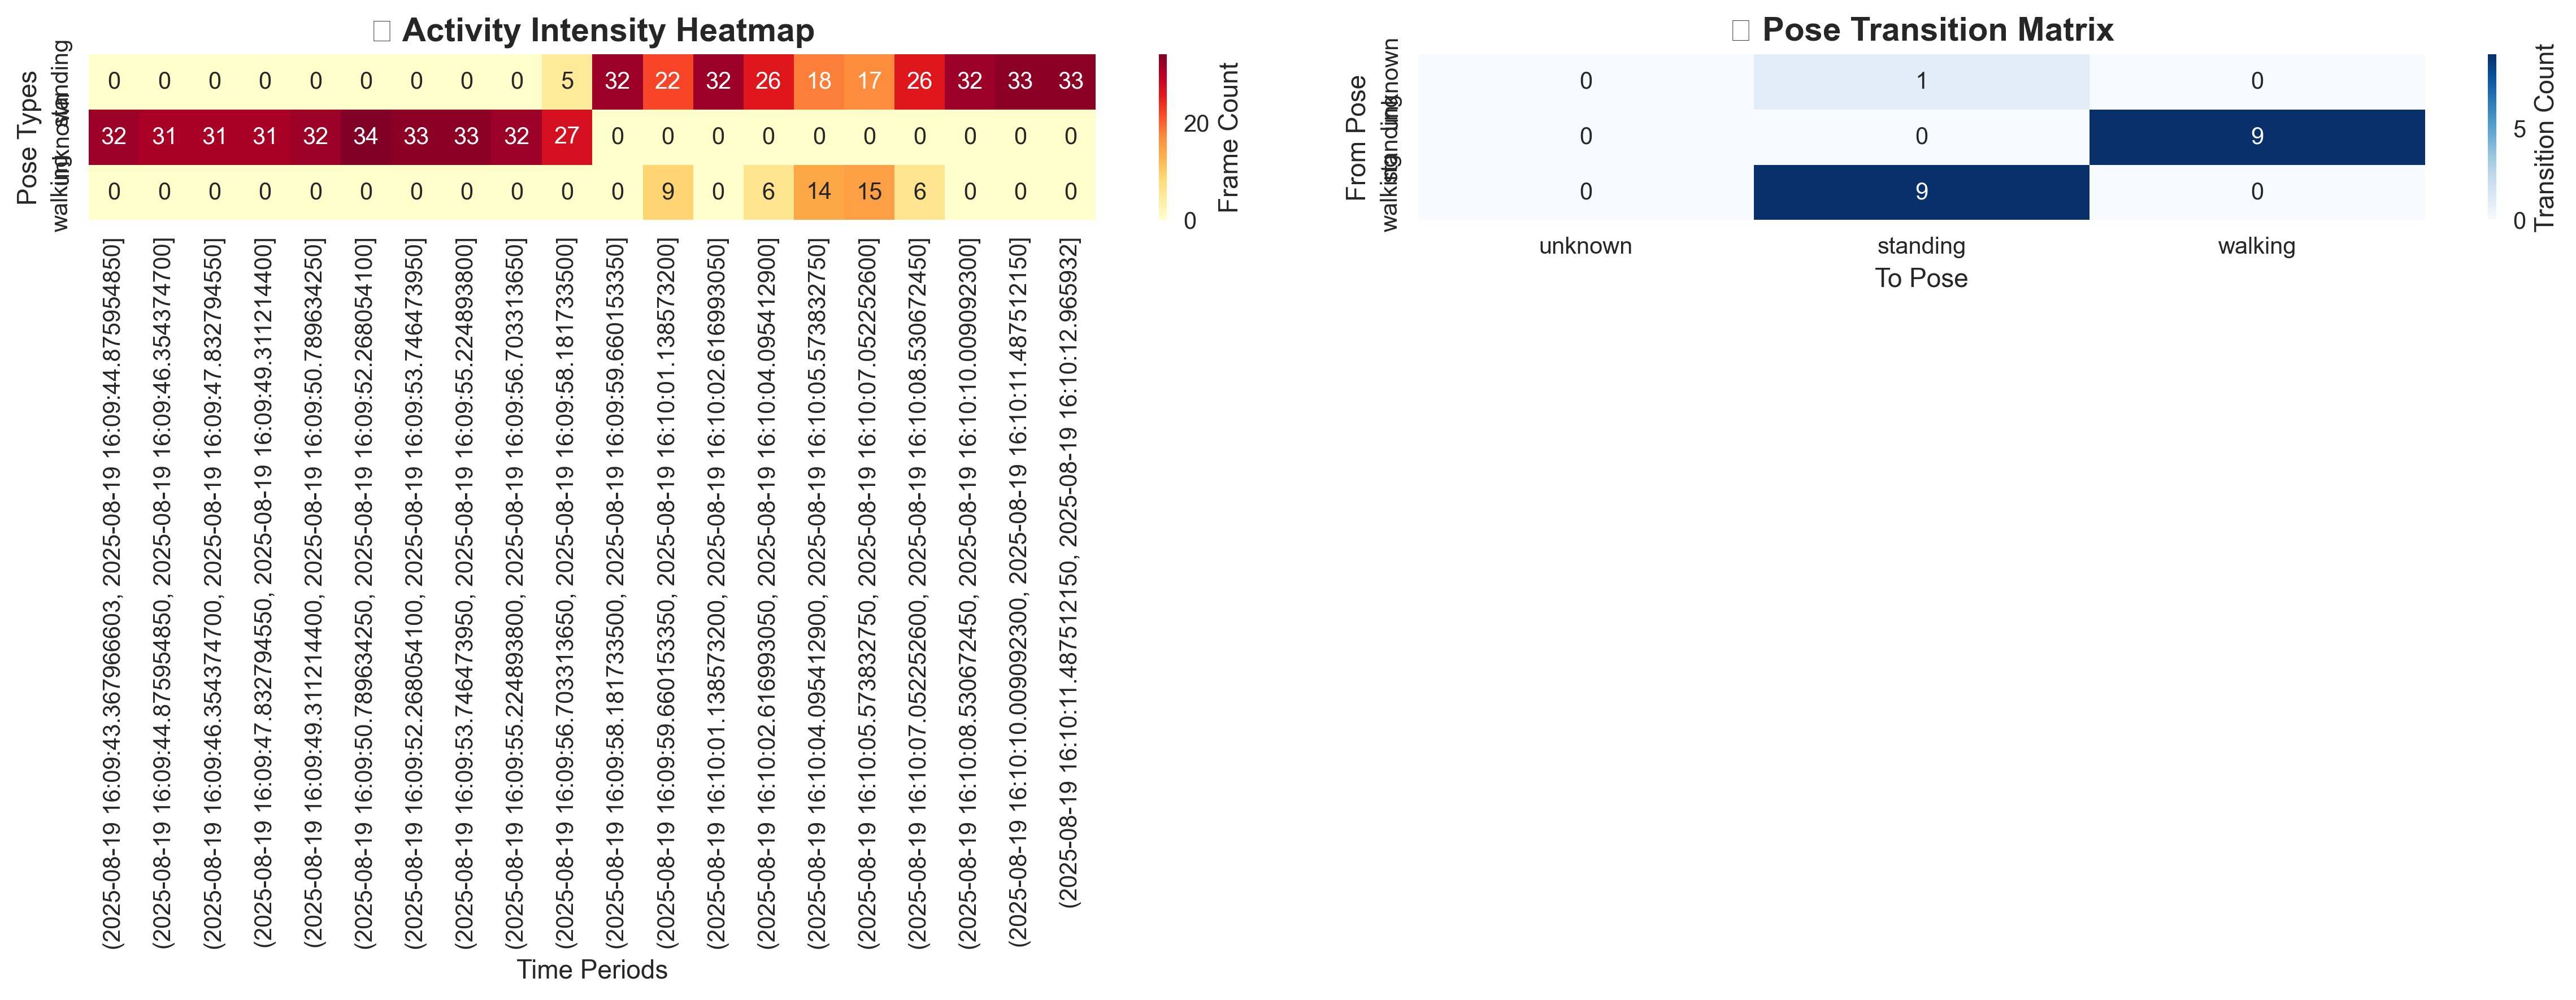 Activity Intensity Heatmap
Pose Types
standing
unknown
walking
0 0 0 0 0 0 0 0 0 5 32 22 32 26 18 17 26 32 33 33
32 31 31 31 32 34 33 33 32 27 0 0 0 0 0 0 0 0 0 0
0 0 0 0 0 0 0 0 0 0 0 9 0 6 14 15 6 0 0 0
20
0
Frame Count
(2025-08-19 16:09:43.367966603, 2025-08-19 16:09:44.875954850]
(2025-08-19 16:09:44.875954850, 2025-08-19 16:09:46.354374700]
(2025-08-19 16:09:46.354374700, 2025-08-19 16:09:47.832794550]
(2025-08-19 16:09:47.832794550, 2025-08-19 16:09:49.311214400]
(2025-08-19 16:09:49.311214400, 2025-08-19 16:09:50.789634250]
(2025-08-19 16:09:50.789634250, 2025-08-19 16:09:52.268054100]
(2025-08-19 16:09:52.268054100, 2025-08-19 16:09:53.746473950]
(2025-08-19 16:09:53.746473950, 2025-08-19 16:09:55.224893800]
(2025-08-19 16:09:55.224893800, 2025-08-19 16:09:56.703313650]
(2025-08-19 16:09:56.703313650, 2025-08-19 16:09:58.181733500]
(2025-08-19 16:09:58.181733500, 2025-08-19 16:09:59.660153350]
(2025-08-19 16:09:59.660153350, 2025-08-19 16:10:01.138573200]
(2025-08-19 16:10:01.138573200, 2025-08-19 16:10:02.616993050]
(2025-08-19 16:10:02.616993050, 2025-08-19 16:10:04.095412900]
(2025-08-19 16:10:04.095412900, 2025-08-19 16:10:05.573832750]
(2025-08-19 16:10:05.573832750, 2025-08-19 16:10:07.052252600]
(2025-08-19 16:10:07.052252600, 2025-08-19 16:10:08.530672450]
(2025-08-19 16:10:08.530672450, 2025-08-19 16:10:10.009092300]
(2025-08-19 16:10:10.009092300, 2025-08-19 16:10:11.487512150]
(2025-08-19 16:10:11.487512150, 2025-08-19 16:10:12.965932]
Time Periods
Pose Transition Matrix
From Pose
unknown
standing
walking
0 1 0
0 0 9
0 9 0
5
0
Transition Count
unknown standing walking
To Pose